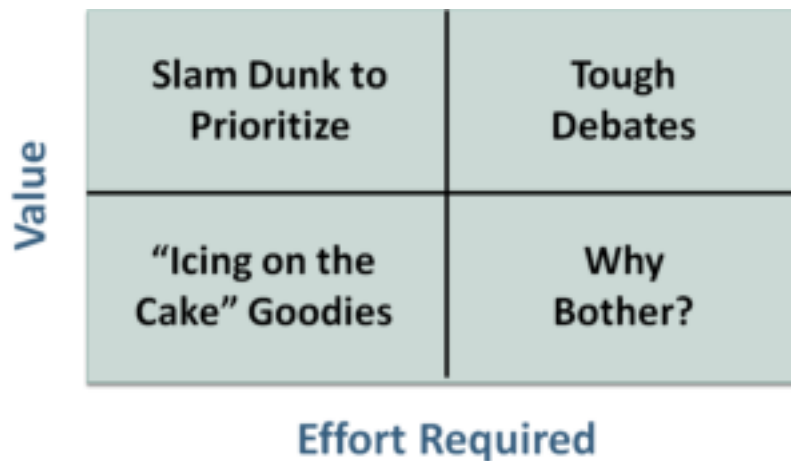 Slam Dunk to
Prioritize
Tough
Debates
Value
“Icing on the
Cake” Goodies
Why
Bother?
Effort Required